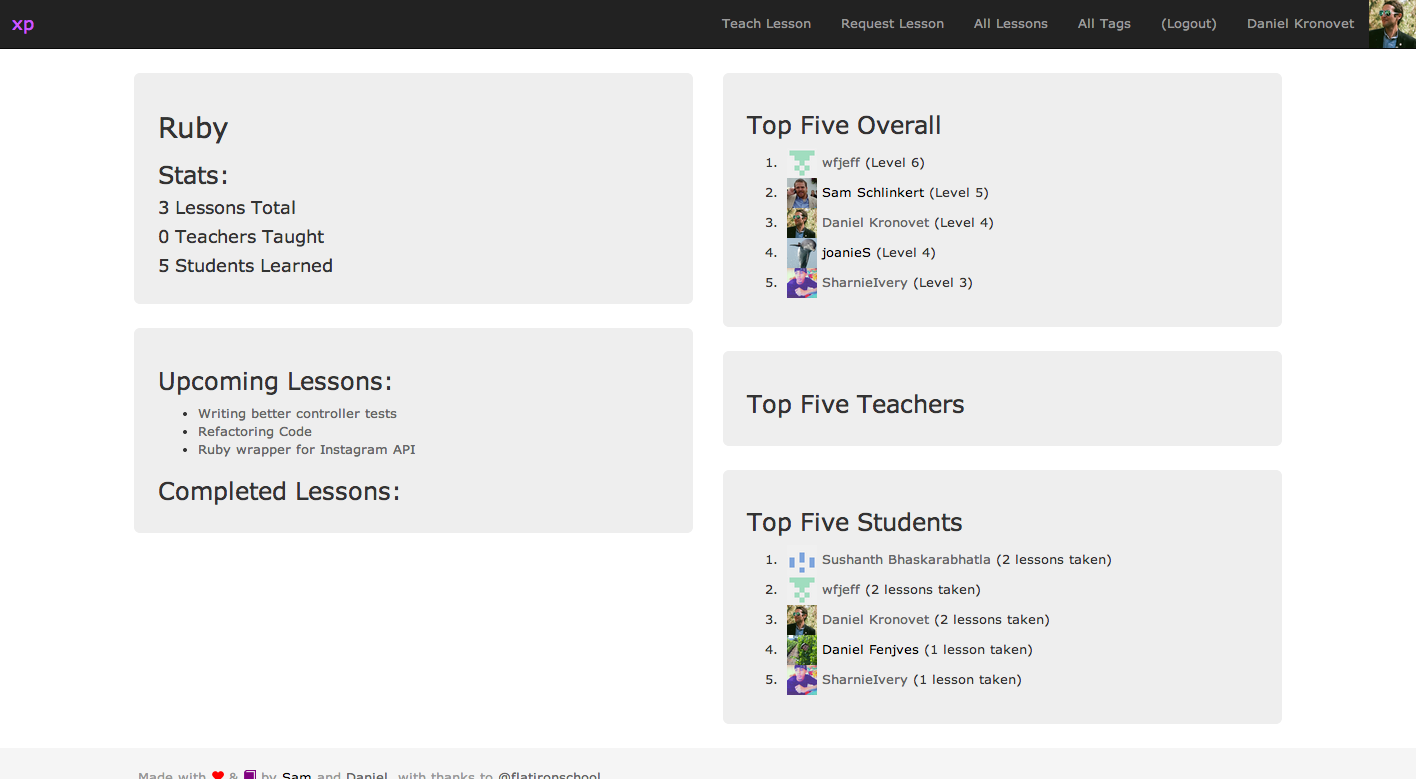 xp
Teach Lesson Request Lesson All Lessons All Tags (Logout) Daniel Kronovet
Ruby
Stats:
3 Lessons Total
0 Teachers Taught
5 Students Learned
Upcoming Lessons:
• Writing better controller tests
• Refactoring Code
• Ruby wrapper for Instagram API
Completed Lessons:
Top Five Overall
1. wfjeff (Level 6)
2. Sam Schlinkert (Level 5)
3. Daniel Kronovet (Level 4)
4. joanieS (Level 4)
5. SharnieIvery (Level 3)
Top Five Teachers
Top Five Students
1. Sushanth Bhaskarabhatla (2 lessons taken)
2. wfjeff (2 lessons taken)
3. Daniel Kronovet (2 lessons taken)
4. Daniel Fenjves (1 lesson taken)
5. SharnieIvery (1 lesson taken)
Made with ♥ & by Sam and Daniel, with thanks to @flatironschool